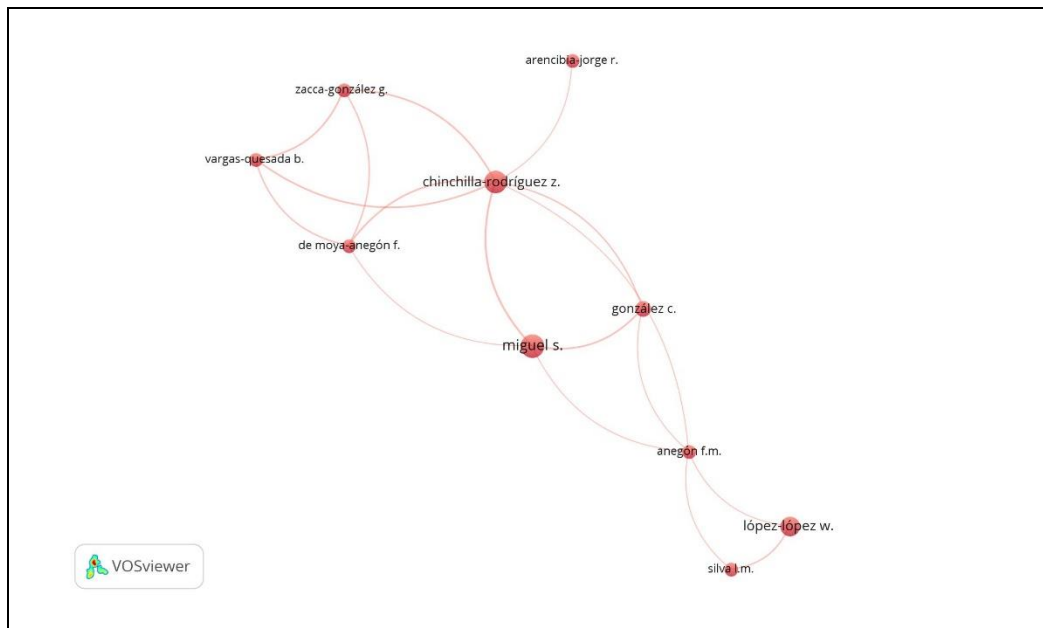 arencibia-jorge r.
zacca-gonzález g.
vargas-quesada b.
chinchilla-rodríguez z.
de moya-anegón f.
gonzález c.
miguel s.
anegón f.m.
lópez-lópez w.
silva l.m.
VOSviewer